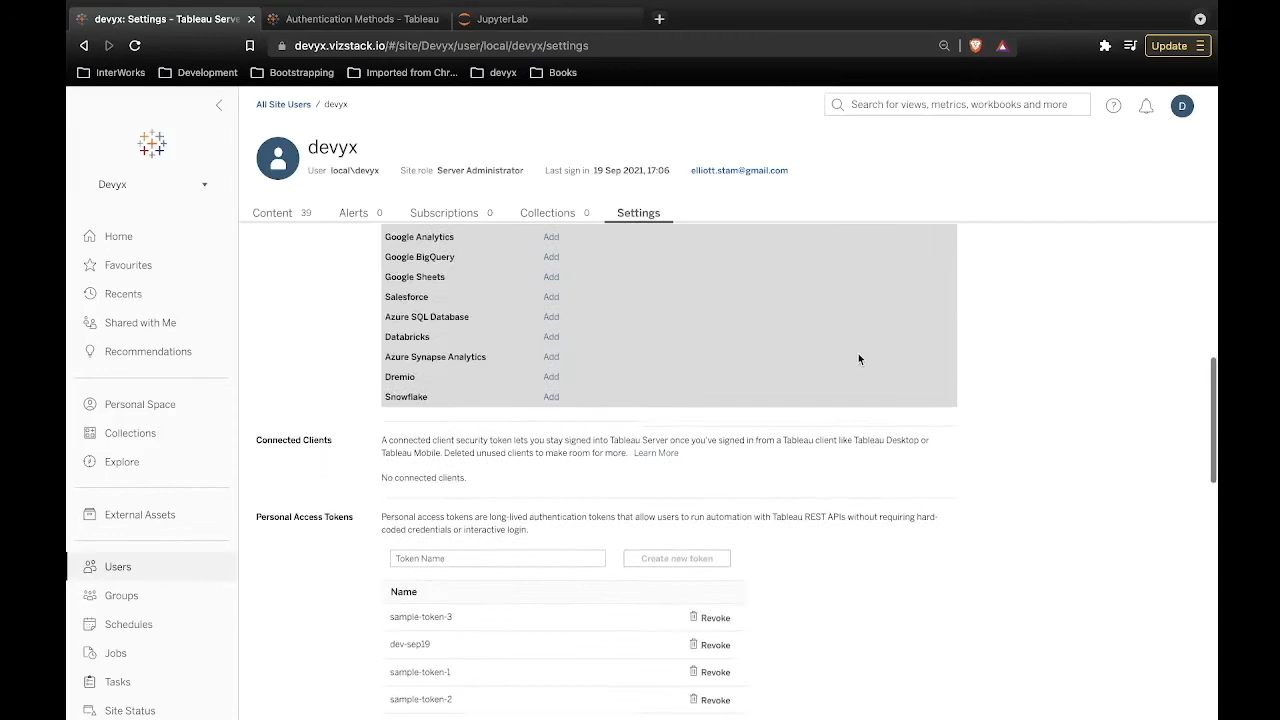 devyx: Settings - Tableau Serve
Authentication Methods - Tableau
JupyterLab
devyx.vizstack.io/#/site/Devyx/user/local/devyx/settings
Update
InterWorks
Development
Bootstrapping
Imported from Chr...
devyx
Books
All Site Users / devyx
Search for views, metrics, workbooks and more
D
devyx
User local\devyx
Site role Server Administrator
Last sign in 19 Sep 2021, 17:06
elliott.stam@gmail.com
Devyx
Content 39
Alerts 0
Subscriptions 0
Collections 0
Settings
Home
Favourites
Recents
Shared with Me
Recommendations
Personal Space
Collections
Explore
External Assets
Users
Groups
Schedules
Jobs
Tasks
Site Status
Google Analytics Add
Google BigQuery Add
Google Sheets Add
Salesforce Add
Azure SQL Database Add
Databricks Add
Azure Synapse Analytics Add
Dremio Add
Snowflake Add
Connected Clients
A connected client security token lets you stay signed into Tableau Server once you've signed in from a Tableau client like Tableau Desktop or
Tableau Mobile. Deleted unused clients to make room for more. Learn More
No connected clients.
Personal Access Tokens
Personal access tokens are long-lived authentication tokens that allow users to run automation with Tableau REST APIs without requiring hard-
coded credentials or interactive login.
Token Name
Create new token
Name
sample-token-3 Revoke
dev-sep19 Revoke
sample-token-1 Revoke
sample-token-2 Revoke